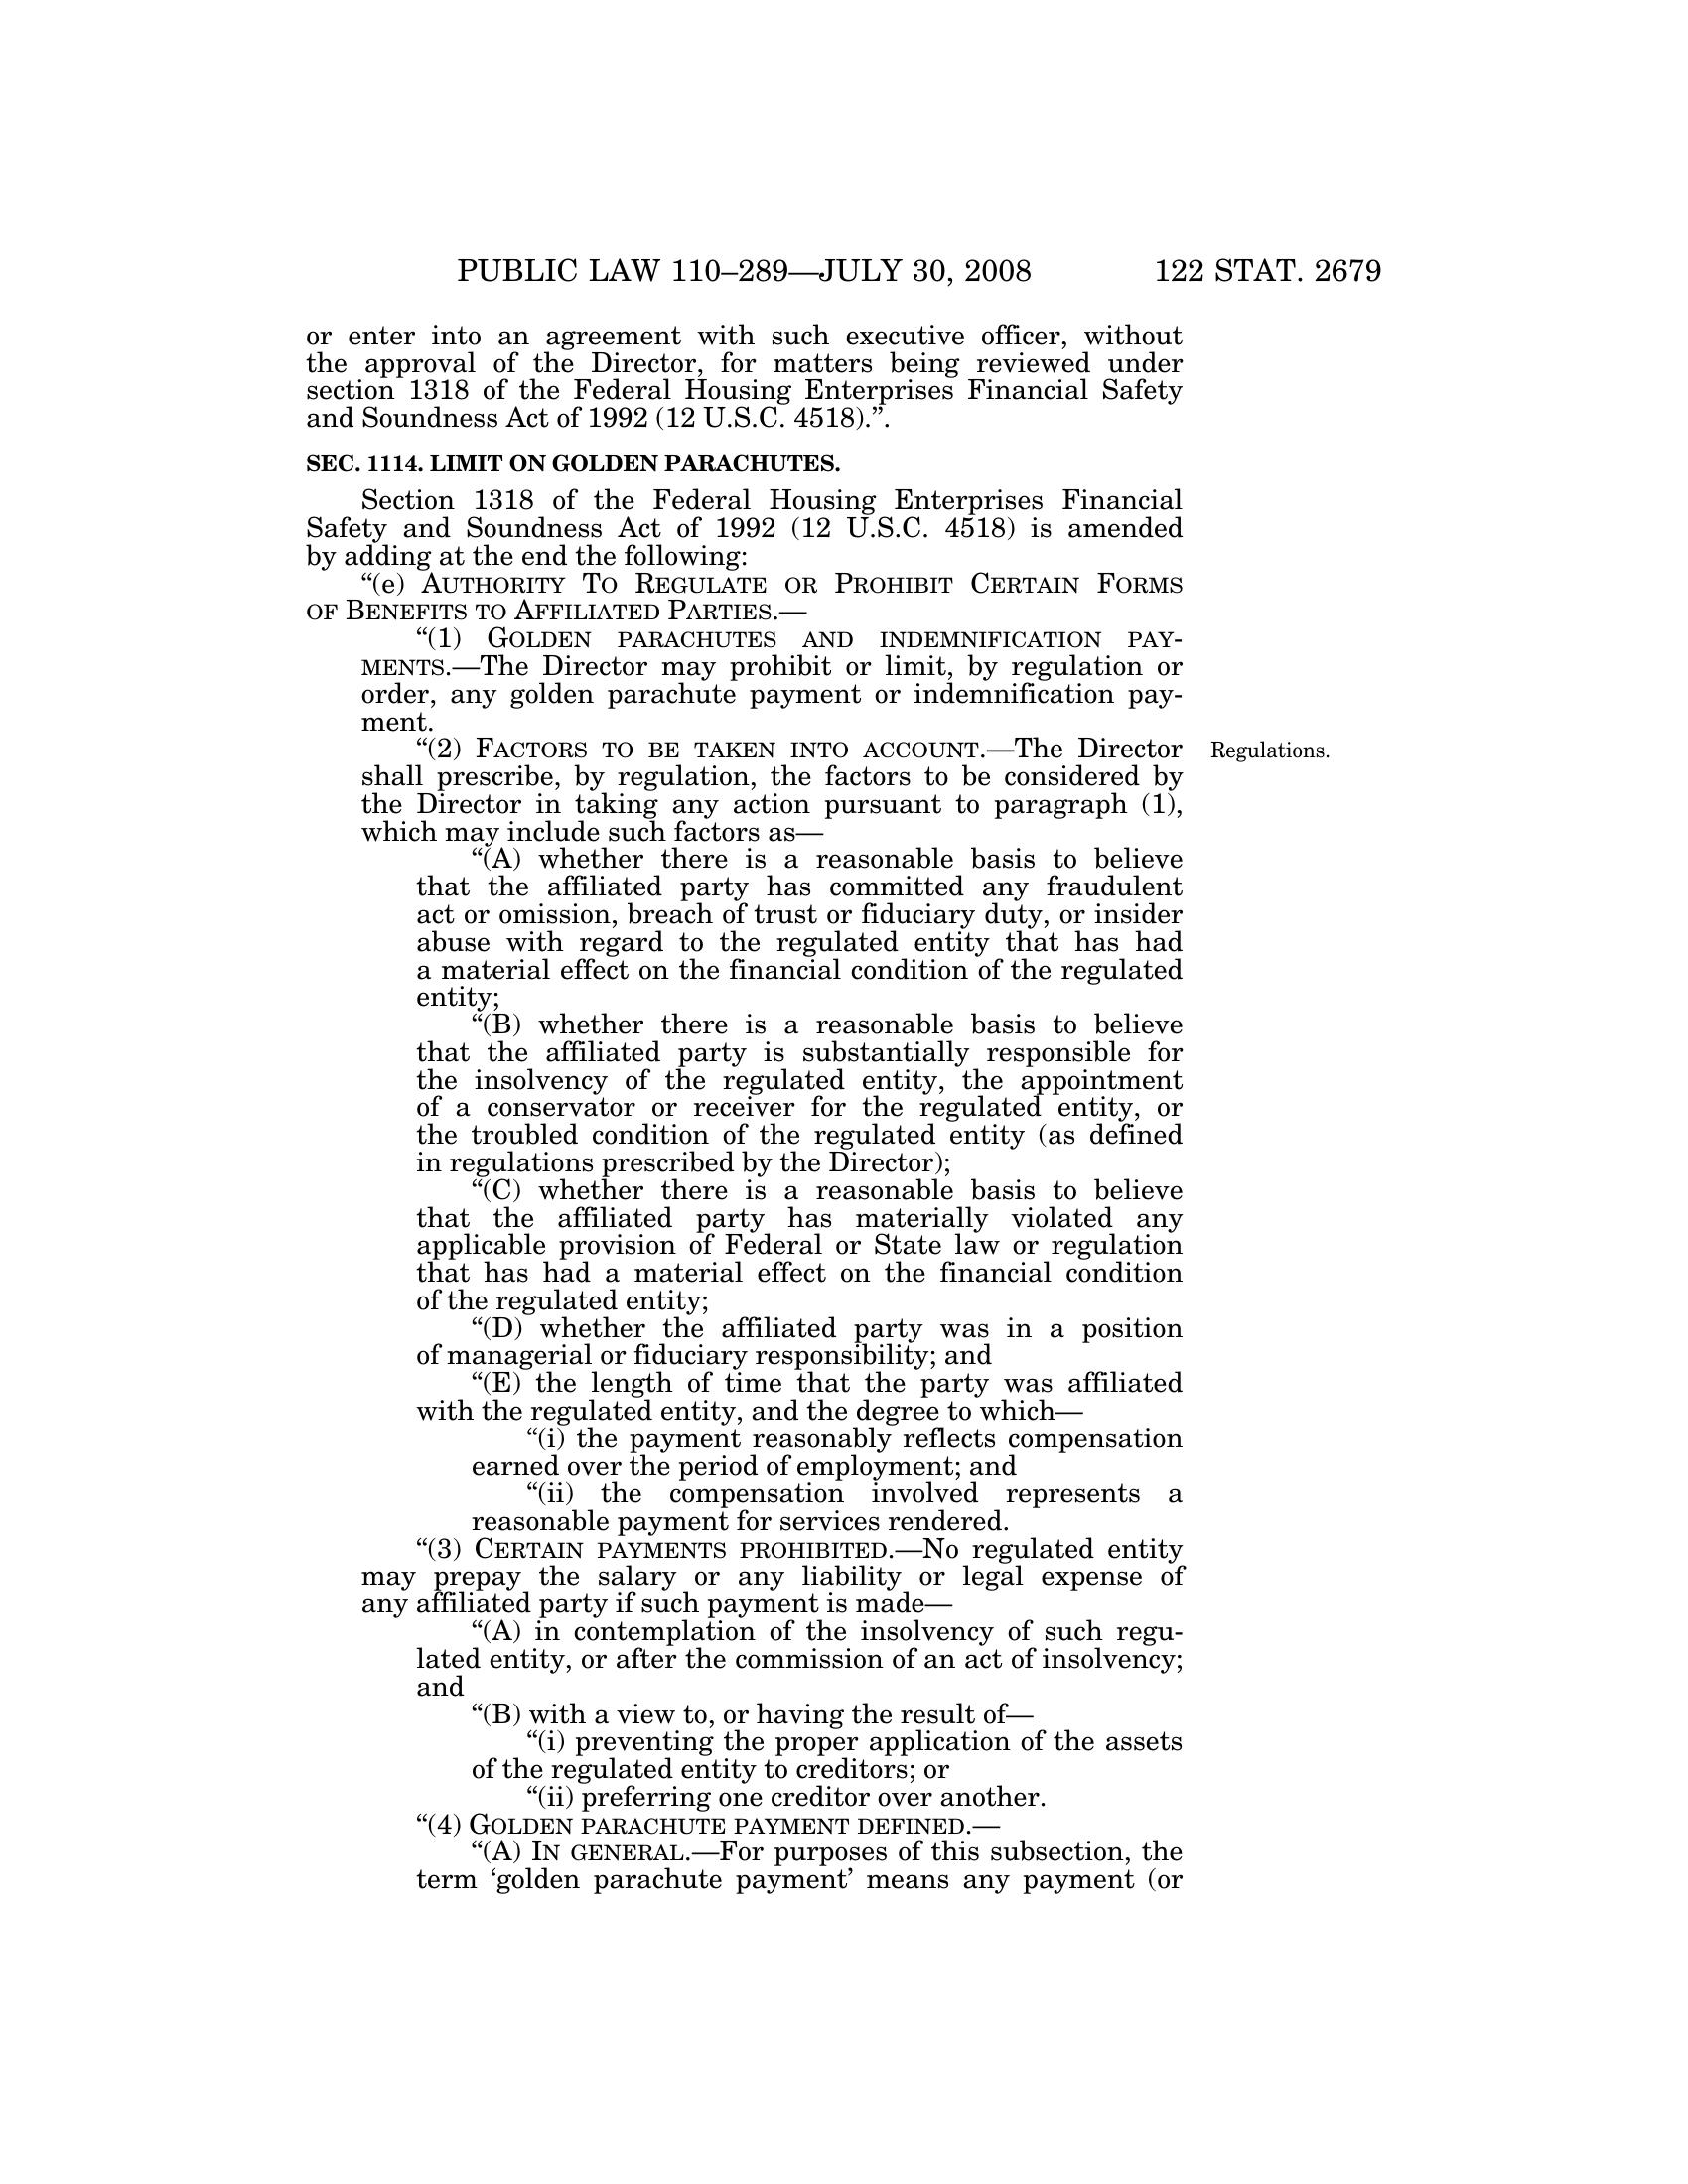 PUBLIC LAW 110–289—JULY 30, 2008 122 STAT. 2679
or enter into an agreement with such executive officer, without
the approval of the Director, for matters being reviewed under
section 1318 of the Federal Housing Enterprises Financial Safety
and Soundness Act of 1992 (12 U.S.C. 4518).”.
SEC. 1114. LIMIT ON GOLDEN PARACHUTES.
Section 1318 of the Federal Housing Enterprises Financial
Safety and Soundness Act of 1992 (12 U.S.C. 4518) is amended
by adding at the end the following:
“(e) AUTHORITY TO REGULATE OR PROHIBIT CERTAIN FORMS
OF BENEFITS TO AFFILIATED PARTIES.—
“(1) GOLDEN PARACHUTES AND INDEMNIFICATION PAY-
MENTS.—The Director may prohibit or limit, by regulation or
order, any golden parachute payment or indemnification pay-
ment.
“(2) FACTORS TO BE TAKEN INTO ACCOUNT.—The Director
Regulations.
shall prescribe, by regulation, the factors to be considered by
the Director in taking any action pursuant to paragraph (1),
which may include such factors as—
“(A) whether there is a reasonable basis to believe
that the affiliated party has committed any fraudulent
act or omission, breach of trust or fiduciary duty, or insider
abuse with regard to the regulated entity that has had
a material effect on the financial condition of the regulated
entity;
“(B) whether there is a reasonable basis to believe
that the affiliated party is substantially responsible for
the insolvency of the regulated entity, the appointment
of a conservator or receiver for the regulated entity, or
the troubled condition of the regulated entity (as defined
in regulations prescribed by the Director);
“(C) whether there is a reasonable basis to believe
that the affiliated party has materially violated any
applicable provision of Federal or State law or regulation
that has had a material effect on the financial condition
of the regulated entity;
“(D) whether the affiliated party was in a position
of managerial or fiduciary responsibility; and
“(E) the length of time that the party was affiliated
with the regulated entity, and the degree to which—
“(i) the payment reasonably reflects compensation
earned over the period of employment; and
“(ii) the compensation involved represents a
reasonable payment for services rendered.
“(3) CERTAIN PAYMENTS PROHIBITED.—No regulated entity
may prepay the salary or any liability or legal expense of
any affiliated party if such payment is made—
“(A) in contemplation of the insolvency of such regu-
lated entity, or after the commission of an act of insolvency;
and
“(B) with a view to, or having the result of—
“(i) preventing the proper application of the assets
of the regulated entity to creditors; or
“(ii) preferring one creditor over another.
“(4) GOLDEN PARACHUTE PAYMENT DEFINED.—
“(A) IN GENERAL.—For purposes of this subsection, the
term ‘golden parachute payment’ means any payment (or